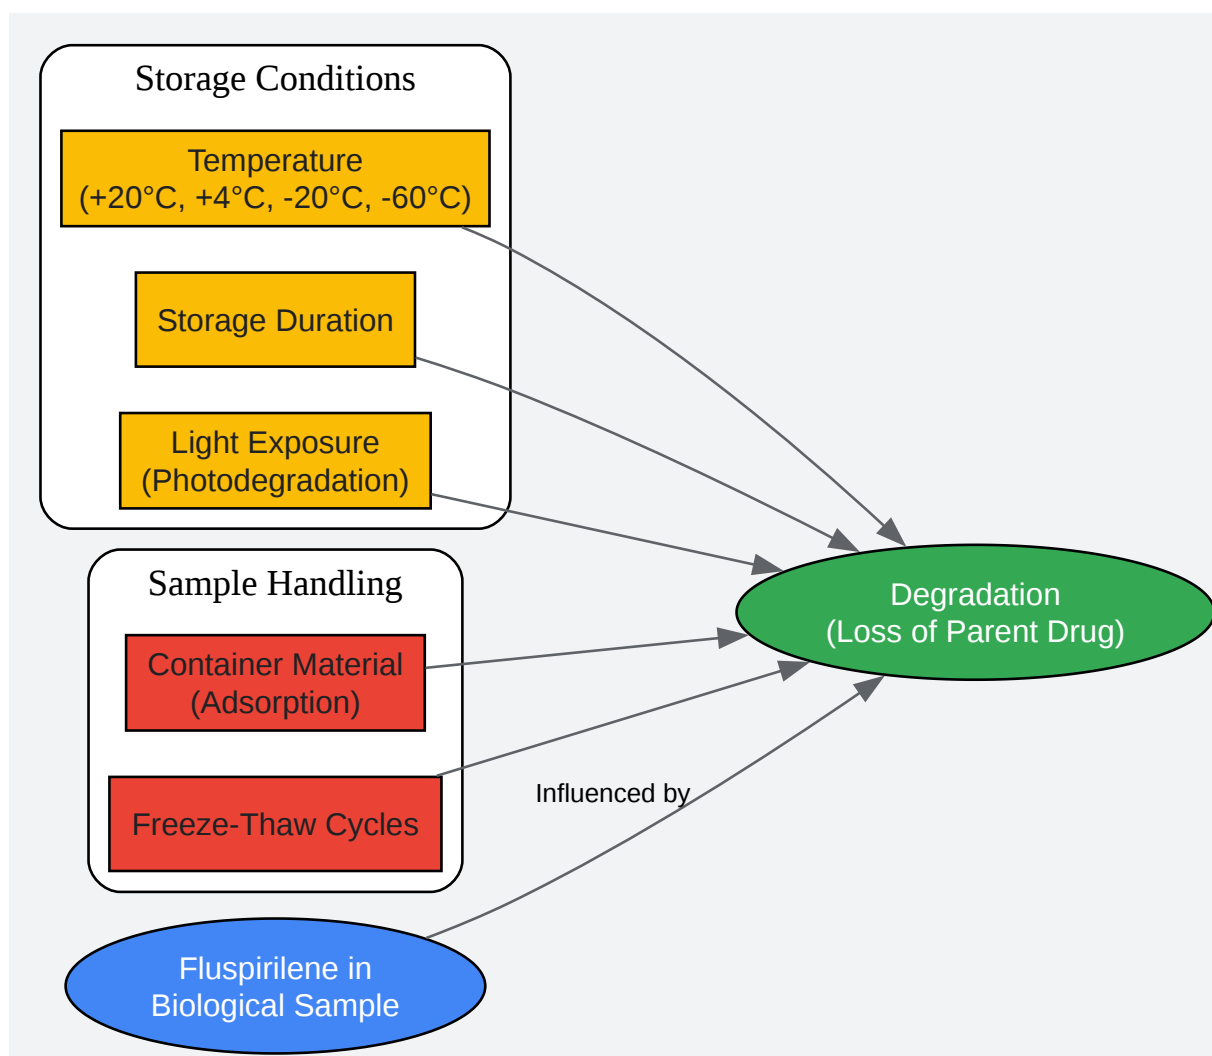 Storage Conditions
Temperature
(+20°C, +4°C, -20°C, -60°C)
Storage Duration
Light Exposure
(Photodegradation)
Sample Handling
Container Material
(Adsorption)
Freeze-Thaw Cycles
Degradation
(Loss of Parent Drug)
Influenced by
Fluspirilene in
Biological Sample